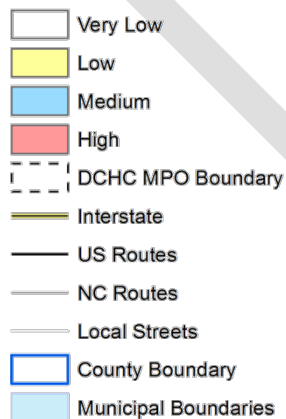 Very Low
Low
Medium
High
DCHC MPO Boundary
Interstate
US Routes
NC Routes
Local Streets
County Boundary
Municipal Boundaries